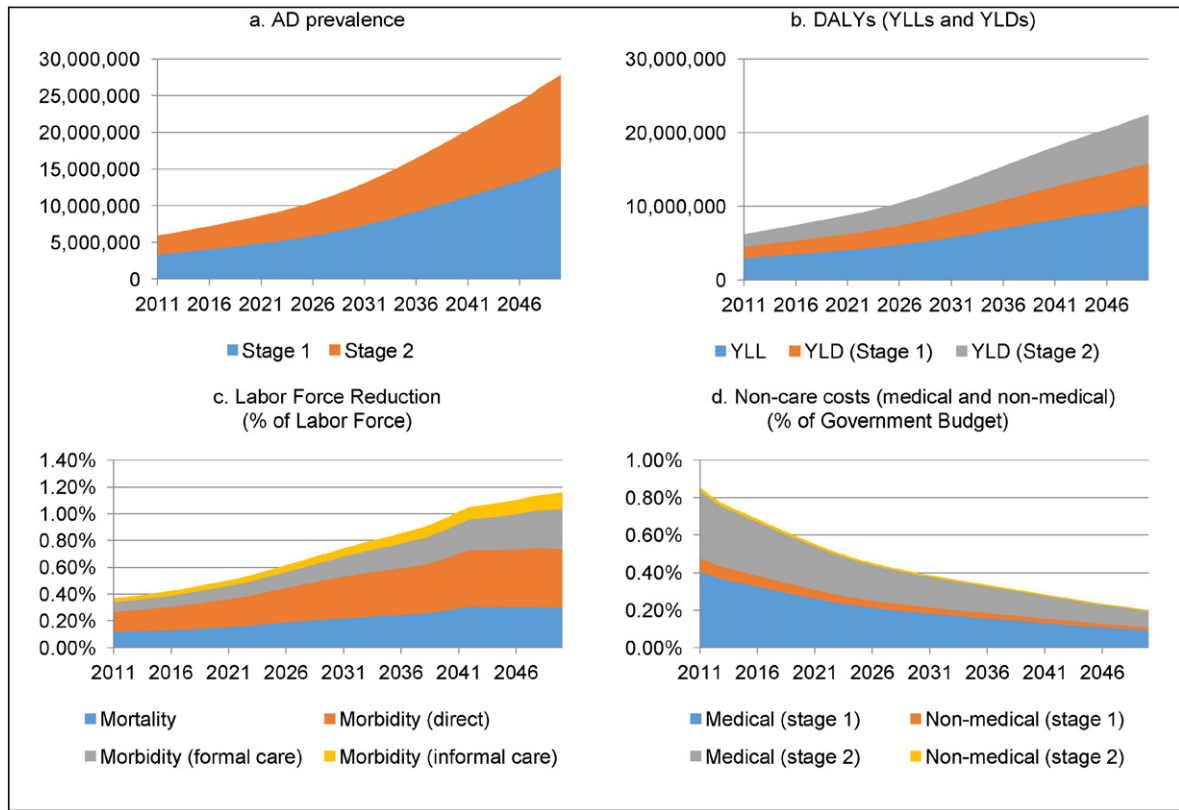 a. AD prevalence
30,000,000
25,000,000
20,000,000
15,000,000
10,000,000
5,000,000
0
2011 2016 2021 2026 2031 2036 2041 2046
Stage 1 Stage 2
b. DALYs (YLLs and YLDs)
30,000,000
20,000,000
10,000,000
0
2011 2016 2021 2026 2031 2036 2041 2046
YLL YLD (Stage 1) YLD (Stage 2)
c. Labor Force Reduction
(% of Labor Force)
1.40%
1.20%
1.00%
0.80%
0.60%
0.40%
0.20%
0.00%
2011 2016 2021 2026 2031 2036 2041 2046
Mortality Morbidity (direct)
Morbidity (formal care) Morbidity (informal care)
d. Non-care costs (medical and non-medical)
(% of Government Budget)
1.00%
0.80%
0.60%
0.40%
0.20%
0.00%
2011 2016 2021 2026 2031 2036 2041 2046
Medical (stage 1) Non-medical (stage 1)
Medical (stage 2) Non-medical (stage 2)